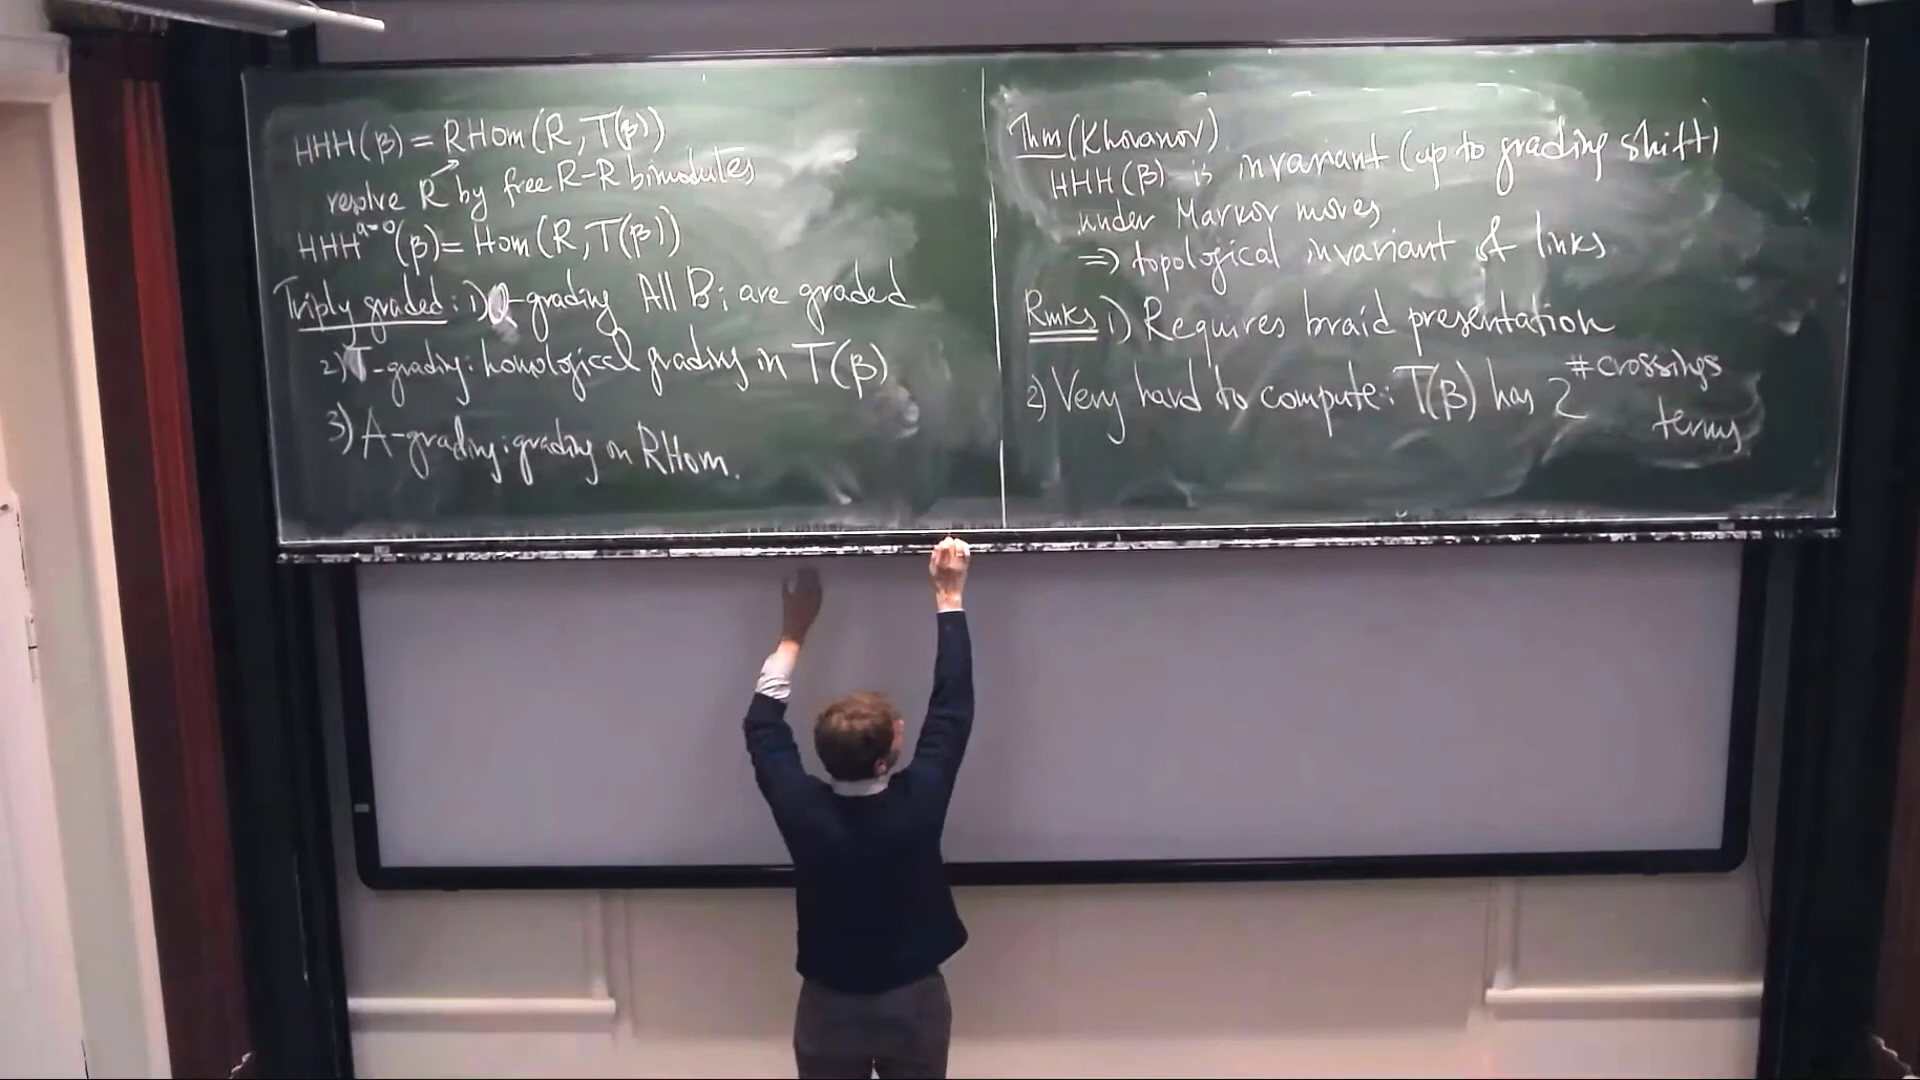 HHH(β) = RHom(R, T(β))
resolve R by free R-R bimodules
HHH^{a=0}(β) = Hom(R, T(β))
Triply graded: 1) Q-grading All B_i are graded
2) T-grading: homological grading in T(β)
3) A-grading: grading on RHom.
Thm (Khovanov)
HHH(β) is invariant (up to grading shift)
under Markov moves
⇒ topological invariant of links
Rmks 1) Requires braid presentation
2) Very hard to compute: T(β) has 2^{#crossings}
terms